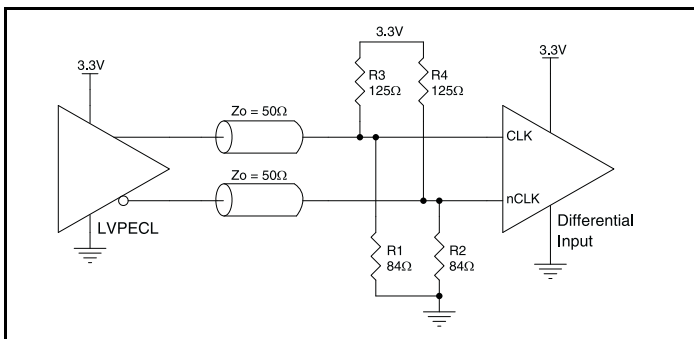 3.3V
3.3V
3.3V
R3
125Ω
R4
125Ω
Zo = 50Ω
CLK
Zo = 50Ω
nCLK
LVPECL
Differential
Input
R1
84Ω
R2
84Ω